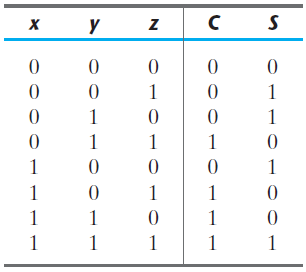 x y z C S
0 0 0 0 0
0 0 1 0 1
0 1 0 0 1
0 1 1 1 0
1 0 0 0 1
1 0 1 1 0
1 1 0 1 0
1 1 1 1 1